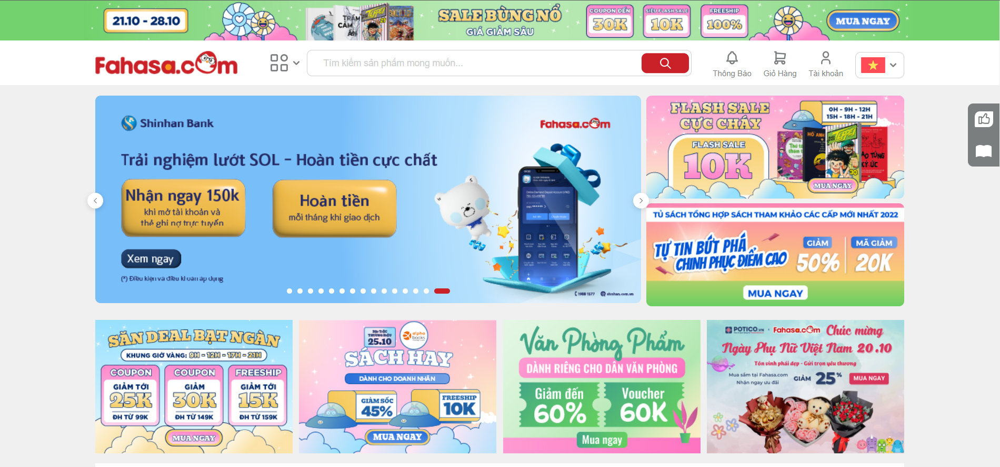 21.10 - 28.10
TRẤM CẢM
SALE BÙNG NỔ
GIÁ GIẢM SÂU
COUPON ĐẾN
30K
SIÊU FLASH SALE
10K
FREESHIP
100%
MUA NGAY
Fahasa.com
Tìm kiếm sản phẩm mong muốn...
Thông Báo
Giỏ Hàng
Tài khoản
Shinhan Bank
Fahasa.com
Trải nghiệm lướt SOL - Hoàn tiền cực chất
Nhận ngay 150k
khi mở tài khoản và
thẻ ghi nợ trực tuyến
Hoàn tiền
mỗi tháng khi giao dịch
Xem ngay
(*) Điều kiện và điều khoản áp dụng
1900 1577
shinhan.com.vn
FLASH SALE
CỰC CHÁY
0H - 9H - 12H
15H - 18H - 21H
FLASH SALE
10K
TEPPEI
30
MUA NGAY
TỦ SÁCH TỔNG HỢP SÁCH THAM KHẢO CÁC CẤP MỚI NHẤT 2022
TỰ TIN BỨT PHÁ
CHINH PHỤC ĐIỂM CAO
GIẢM
50%
MÃ GIẢM
20K
MUA NGAY
SĂN DEAL BẠT NGÀN
KHUNG GIỜ VÀNG: 9H - 12H - 17H - 21H
COUPON
GIẢM TỚI
25K
ĐH TỪ 99K
COUPON
GIẢM
30K
ĐH TỪ 149K
FREESHIP
GIẢM TỚI
15K
ĐH TỪ 159K
MUA NGAY
ĐẠI TIỆC
THƯƠNG HIỆU
25.10
alpha
books
SÁCH HAY
DÀNH CHO DOANH NHÂN
GIẢM SỐC
45%
FREESHIP
10K
MUA NGAY
Văn Phòng Phẩm
DÀNH RIÊNG CHO DÂN VĂN PHÒNG
Giảm đến
60%
Voucher
60K
Mua ngay
POTICO.VN
Fahasa.com
Chúc mừng
Ngày Phụ Nữ Việt Nam 20.10
Tôn vinh phái đẹp - Gửi trọn yêu thương
Mua sắm tại Fahasa.com
Nhận ngay ưu đãi
GIẢM 25%
MUA NGAY